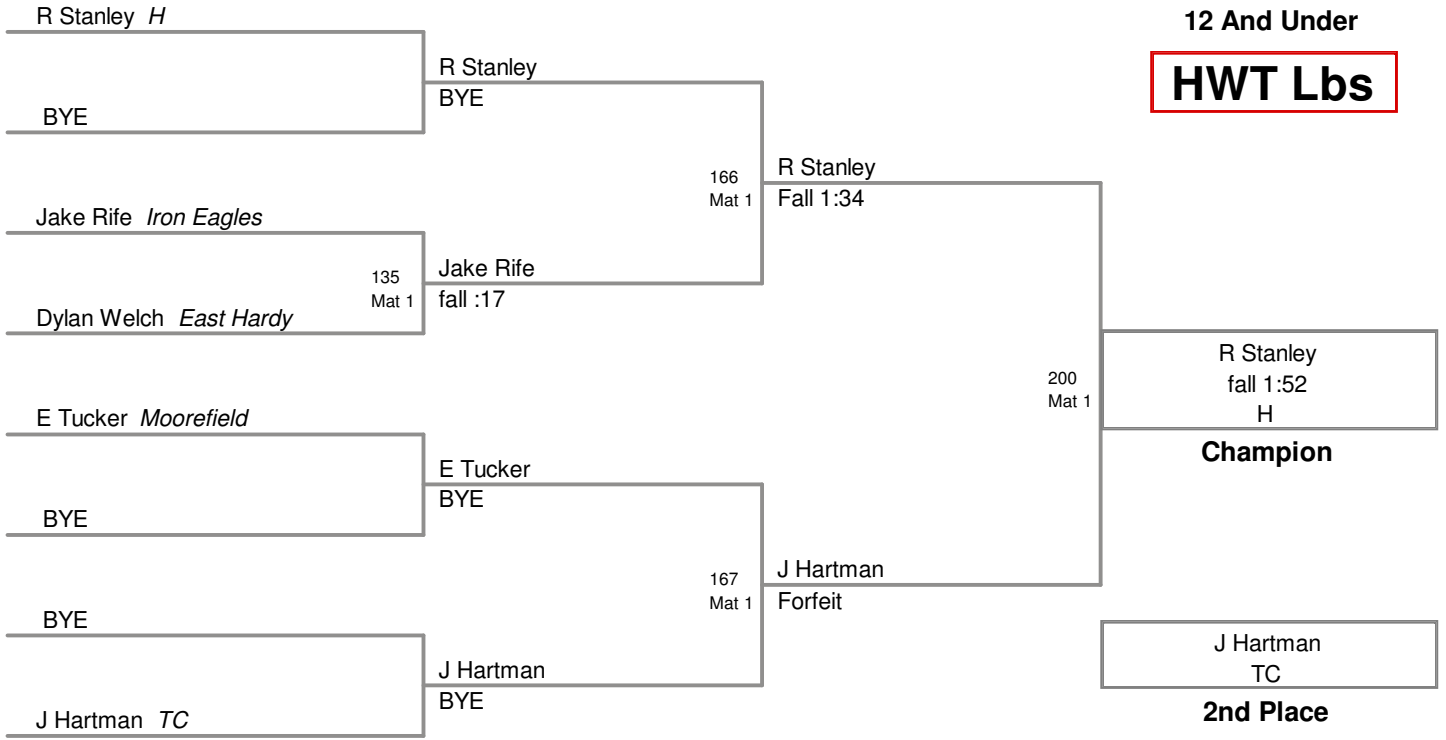 R Stanley H
12 And Under
HWT Lbs
R Stanley
BYE
BYE
R Stanley
Fall 1:34
166
Mat 1
Jake Rife Iron Eagles
Jake Rife
fall :17
135
Mat 1
Dylan Welch East Hardy
R Stanley
fall 1:52
H
Champion
200
Mat 1
E Tucker Moorefield
E Tucker
BYE
BYE
J Hartman
Forfeit
167
Mat 1
BYE
J Hartman
BYE
J Hartman TC
J Hartman
TC
2nd Place